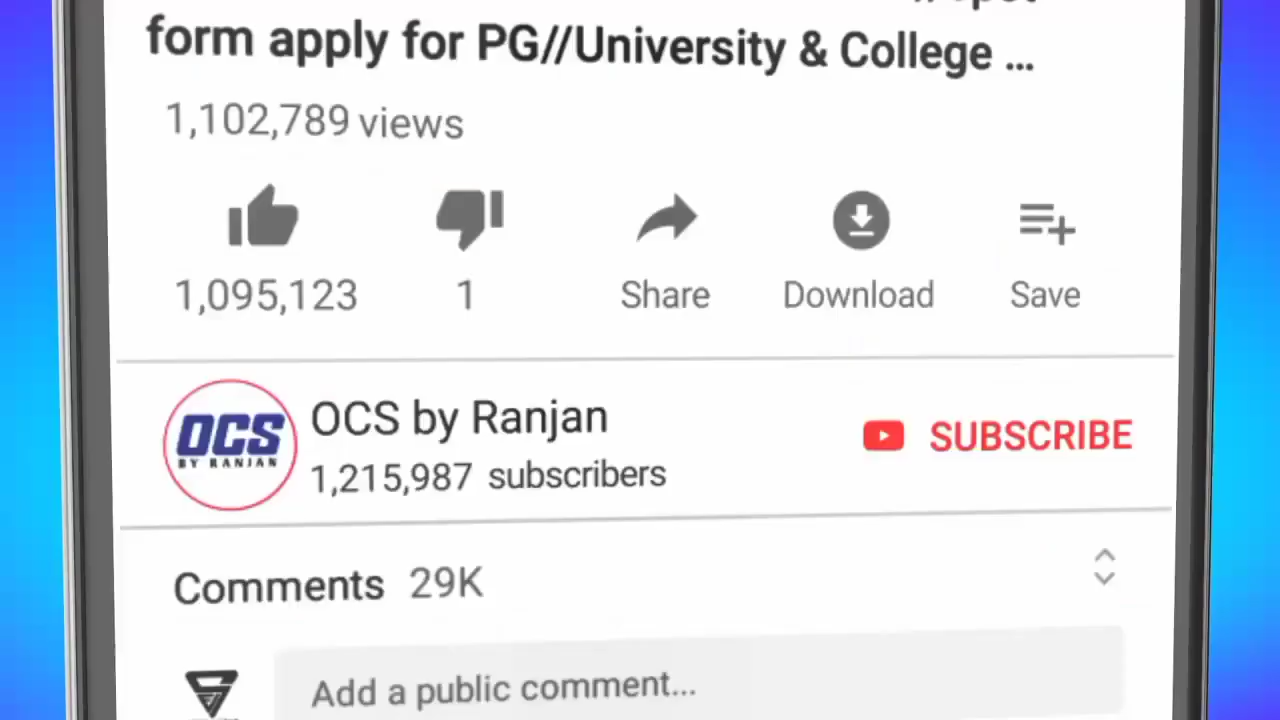 form apply for PG//University & College ...
1,102,789 views
1,095,123
1
Share
Download
Save
OCS
BY RANJAN
OCS by Ranjan
1,215,987 subscribers
SUBSCRIBE
Comments 29K
Add a public comment...